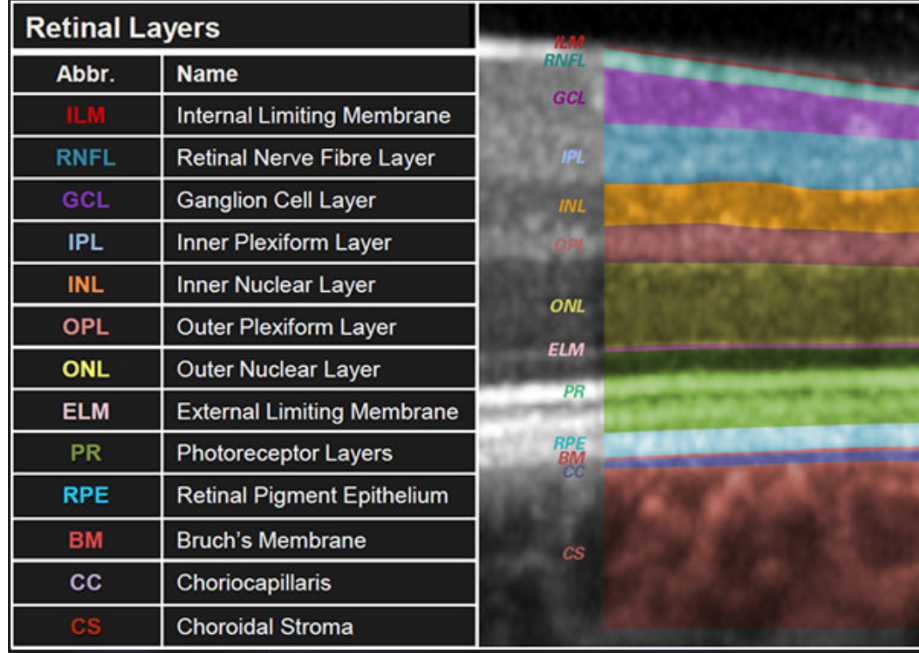 Retinal Layers
Abbr. Name
ILM Internal Limiting Membrane
RNFL Retinal Nerve Fibre Layer
GCL Ganglion Cell Layer
IPL Inner Plexiform Layer
INL Inner Nuclear Layer
OPL Outer Plexiform Layer
ONL Outer Nuclear Layer
ELM External Limiting Membrane
PR Photoreceptor Layers
RPE Retinal Pigment Epithelium
BM Bruch's Membrane
CC Choriocapillaris
CS Choroidal Stroma
ILM
RNFL
GCL
IPL
INL
OPL
ONL
ELM
PR
RPE
BM
CC
CS